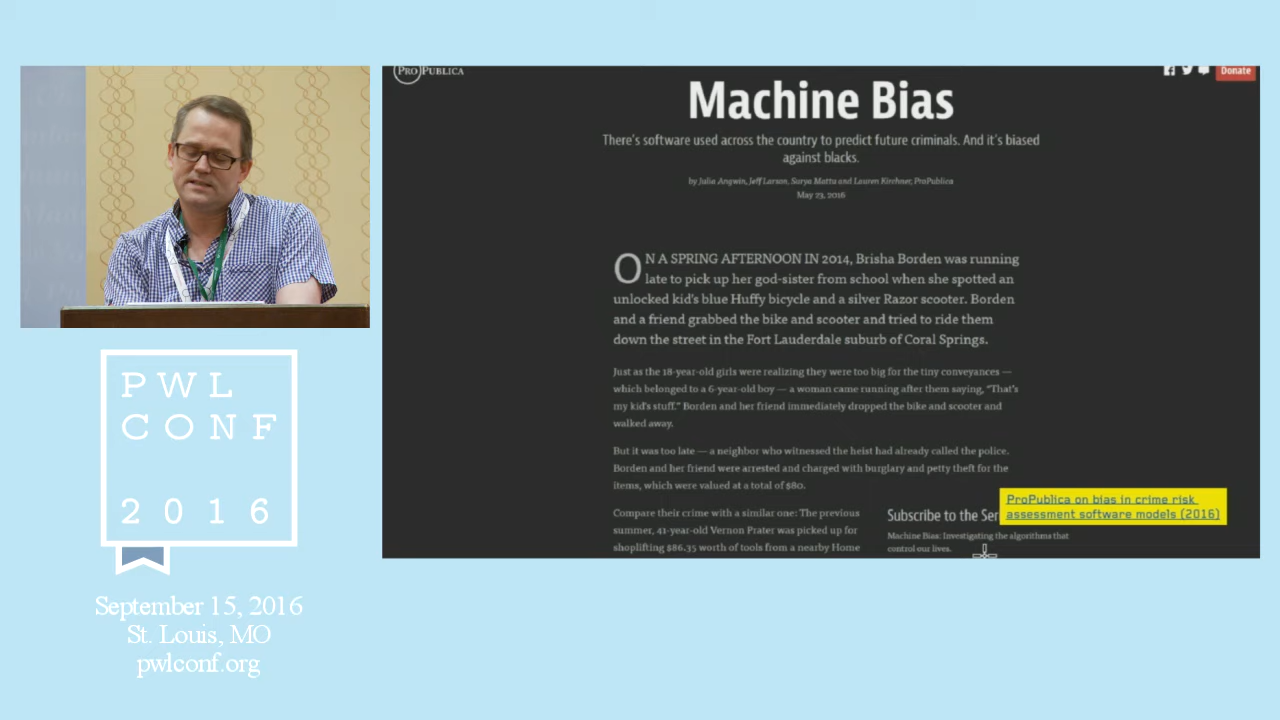 PROPUBLICA
Donate
Machine Bias
There's software used across the country to predict future criminals. And it's biased
against blacks.
by Julia Angwin, Jeff Larson, Surya Mattu and Lauren Kirchner, ProPublica
May 23, 2016
ON A SPRING AFTERNOON IN 2014, Brisha Borden was running
late to pick up her god-sister from school when she spotted an
unlocked kid's blue Huffy bicycle and a silver Razor scooter. Borden
and a friend grabbed the bike and scooter and tried to ride them
down the street in the Fort Lauderdale suburb of Coral Springs.
Just as the 18-year-old girls were realizing they were too big for the tiny conveyances —
which belonged to a 6-year-old boy — a woman came running after them saying, "That's
my kid's stuff." Borden and her friend immediately dropped the bike and scooter and
walked away.
But it was too late — a neighbor who witnessed the heist had already called the police.
Borden and her friend were arrested and charged with burglary and petty theft for the
items, which were valued at a total of $80.
Compare their crime with a similar one: The previous
summer, 41-year-old Vernon Prater was picked up for
shoplifting $86.35 worth of tools from a nearby Home
Subscribe to the Ser
Machine Bias: Investigating the algorithms that
control our lives.
ProPublica on bias in crime risk
assessment software models (2016)
PWL
CONF
2016
September 15, 2016
St. Louis, MO
pwlconf.org